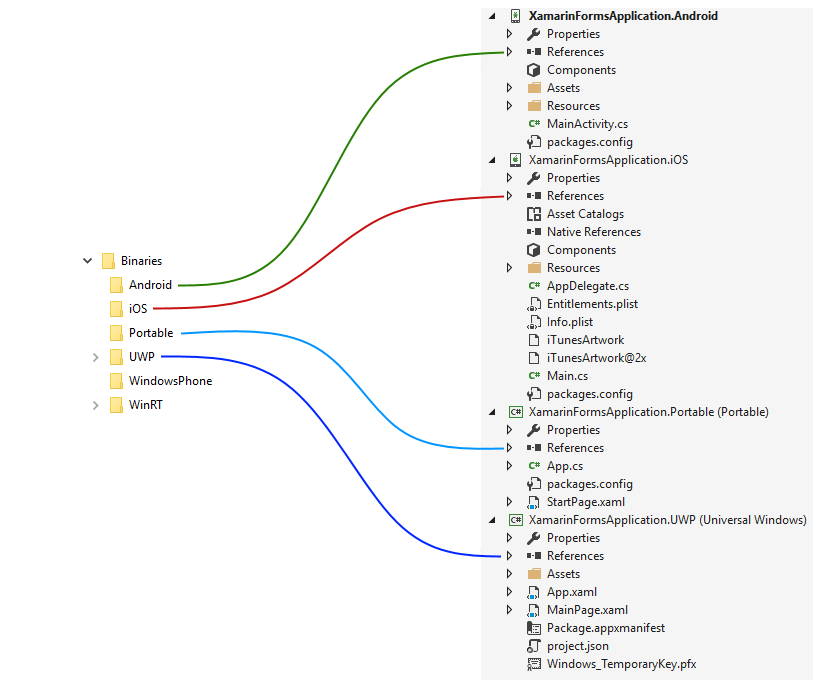 Binaries
Android
iOS
Portable
UWP
WindowsPhone
WinRT
XamarinFormsApplication.Android
Properties
References
Components
Assets
Resources
C# MainActivity.cs
packages.config
XamarinFormsApplication.iOS
Properties
References
Asset Catalogs
Native References
Components
Resources
C# AppDelegate.cs
Entitlements.plist
Info.plist
iTunesArtwork
iTunesArtwork@2x
C# Main.cs
packages.config
C# XamarinFormsApplication.Portable (Portable)
Properties
References
C# App.cs
packages.config
StartPage.xaml
C# XamarinFormsApplication.UWP (Universal Windows)
Properties
References
Assets
App.xaml
MainPage.xaml
Package.appxmanifest
project.json
Windows_TemporaryKey.pfx